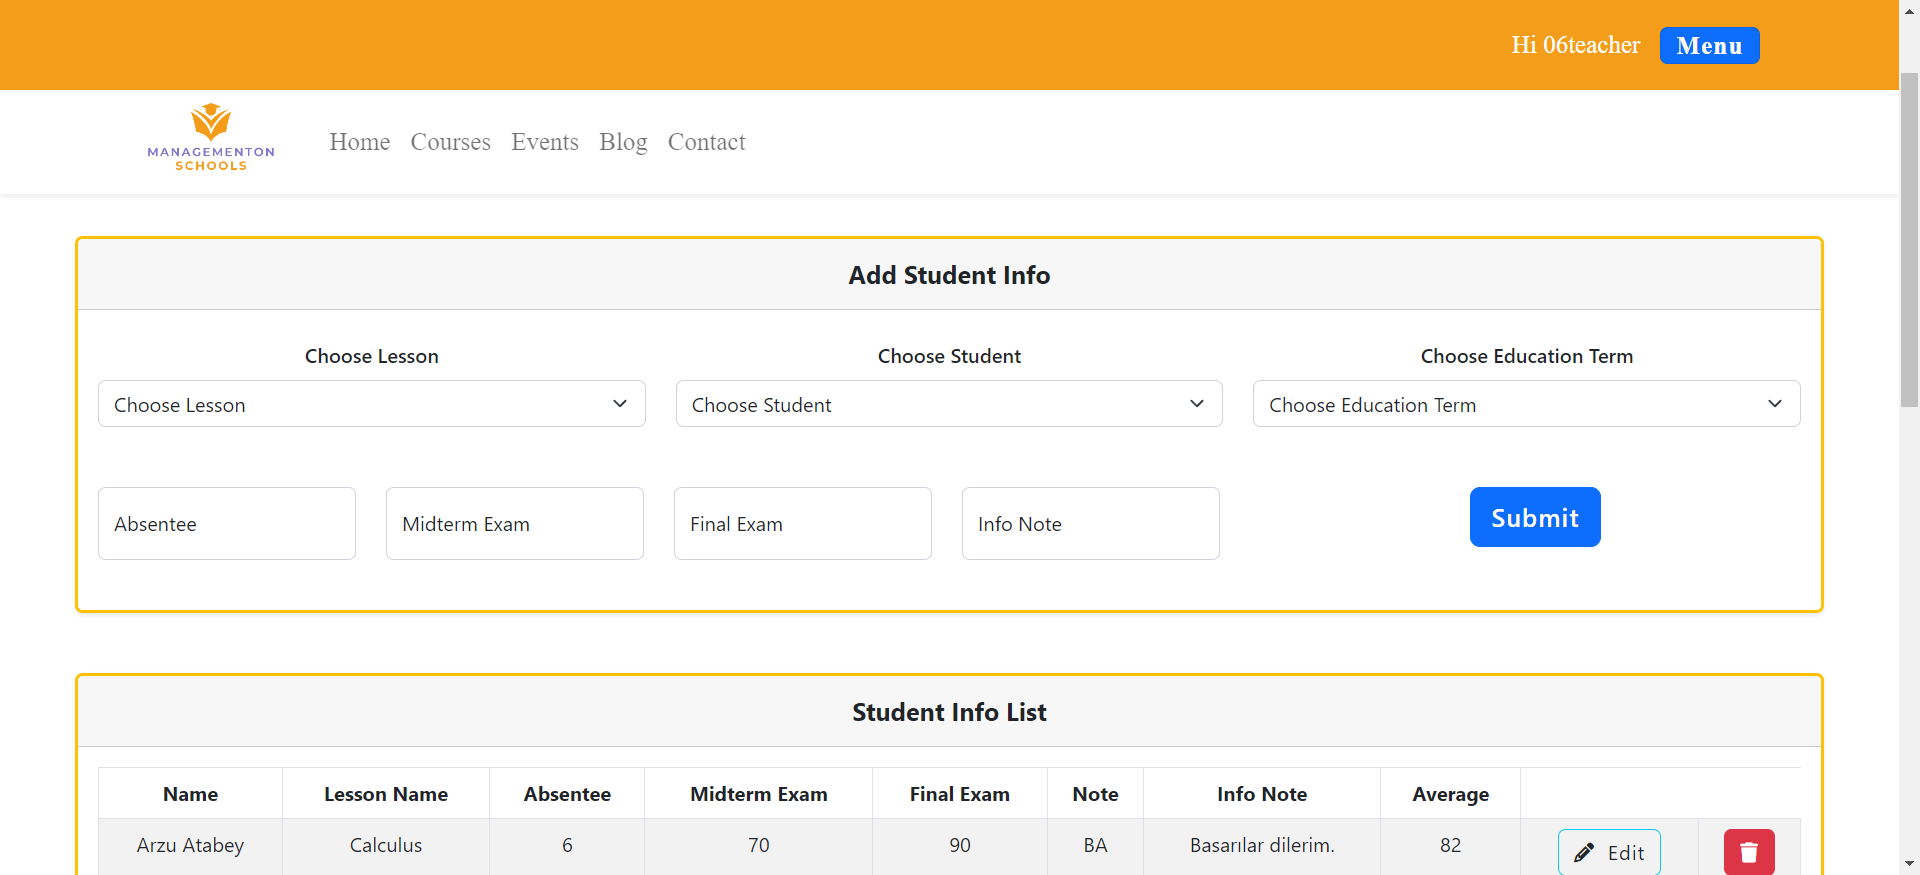 Hi 06teacher Menu
MANAGEMENTON
SCHOOLS
Home Courses Events Blog Contact
Add Student Info
Choose Lesson Choose Student Choose Education Term
Choose Lesson Choose Student Choose Education Term
Absentee Midterm Exam Final Exam Info Note Submit
Student Info List
Name Lesson Name Absentee Midterm Exam Final Exam Note Info Note Average
Arzu Atabey Calculus 6 70 90 BA Basarılar dilerim. 82 Edit